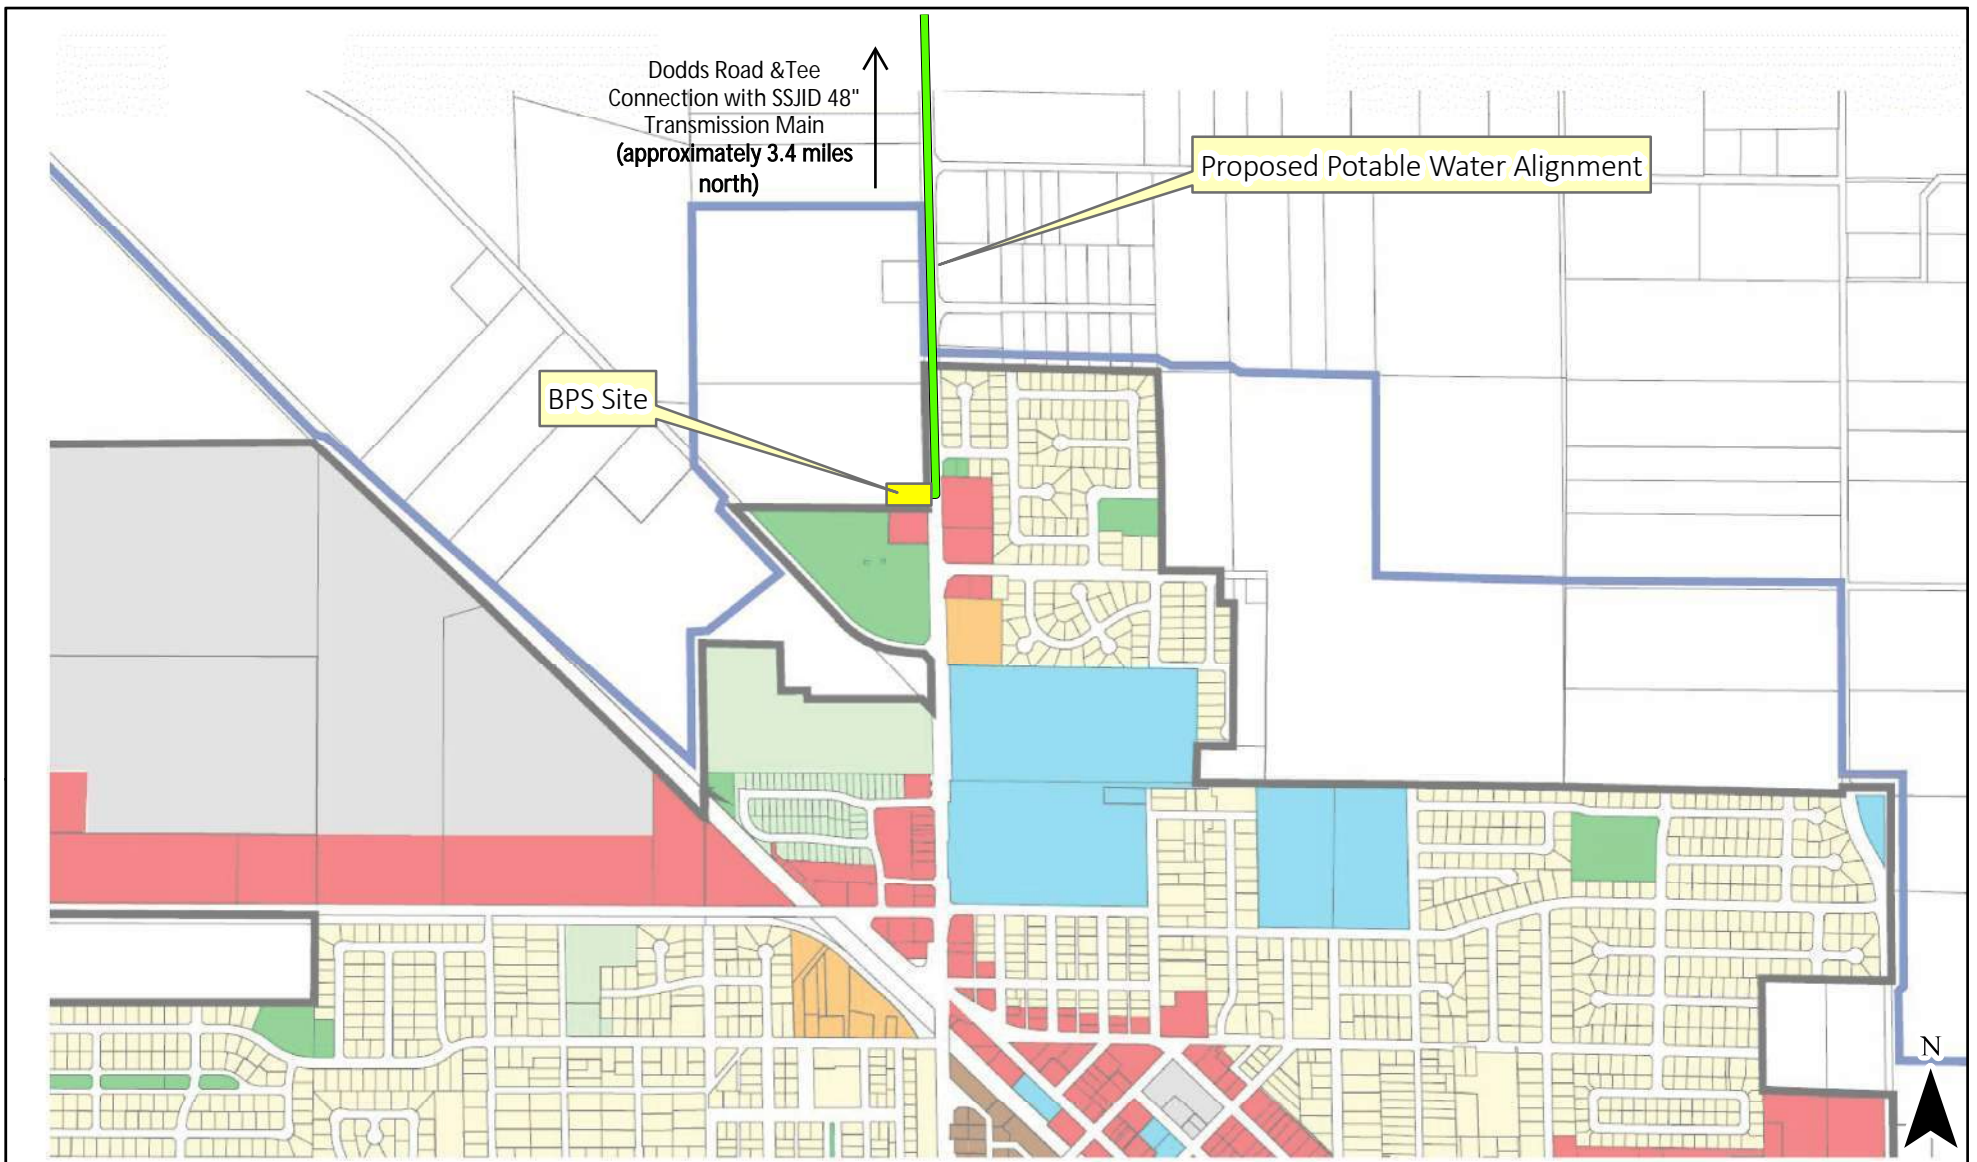 Dodds Road &Tee
Connection with SSJID 48"
Transmission Main
(approximately 3.4 miles
north)
Proposed Potable Water Alignment
BPS Site
N